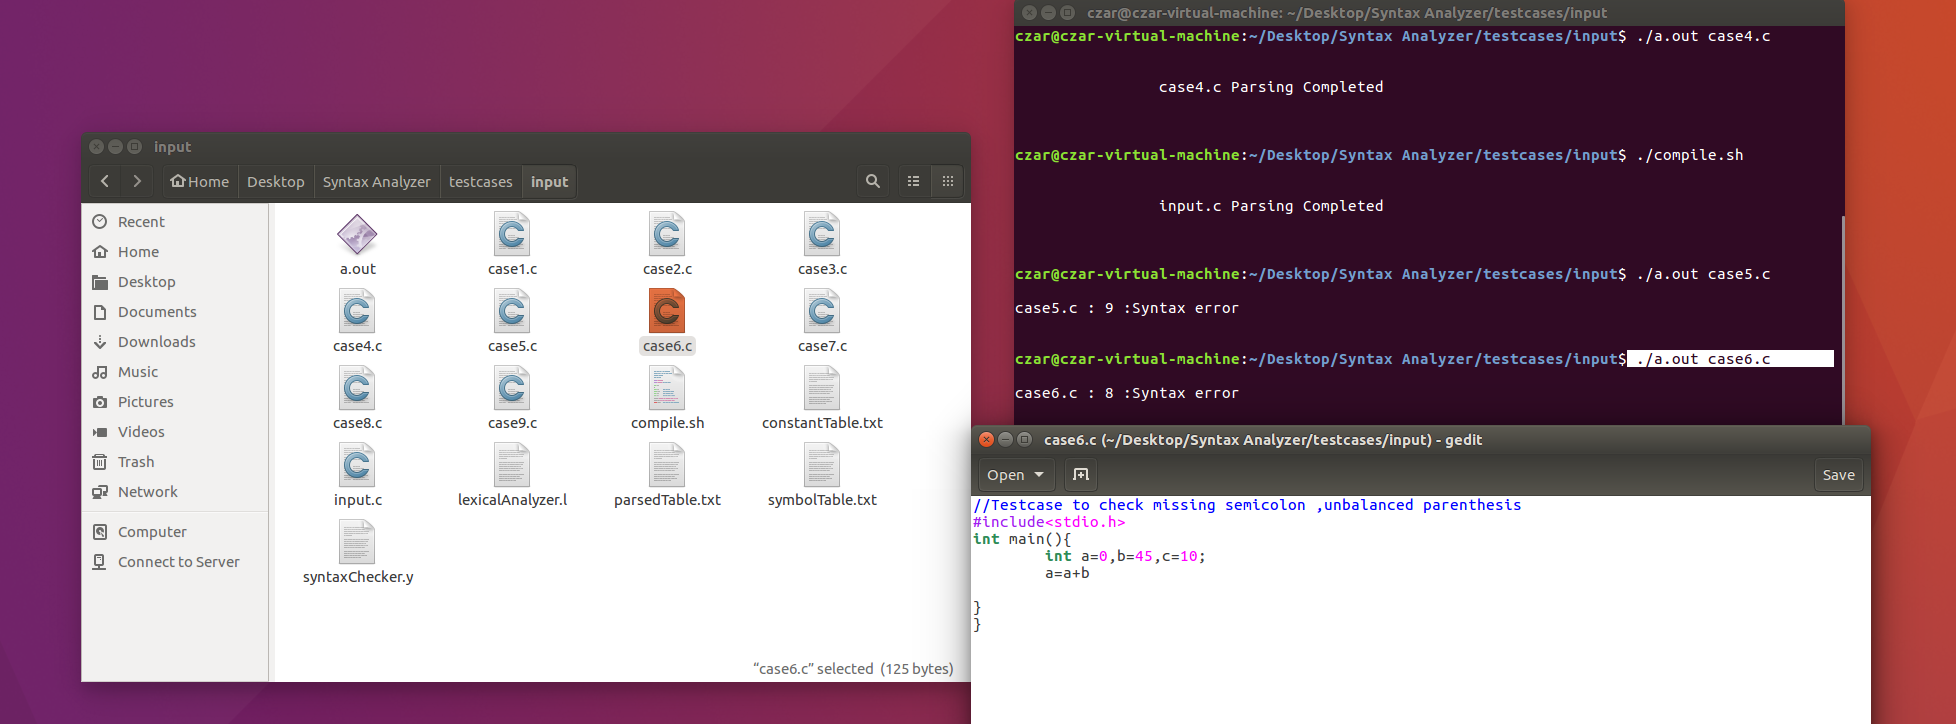 input
Home Desktop Syntax Analyzer testcases input
Recent
Home
Desktop
Documents
Downloads
Music
Pictures
Videos
Trash
Network
Computer
Connect to Server
a.out case1.c case2.c case3.c
case4.c case5.c case6.c case7.c
case8.c case9.c compile.sh constantTable.txt
input.c lexicalAnalyzer.l parsedTable.txt symbolTable.txt
syntaxChecker.y
“case6.c” selected (125 bytes)
czar@czar-virtual-machine: ~/Desktop/Syntax Analyzer/testcases/input
czar@czar-virtual-machine:~/Desktop/Syntax Analyzer/testcases/input$ ./a.out case4.c
case4.c Parsing Completed
czar@czar-virtual-machine:~/Desktop/Syntax Analyzer/testcases/input$ ./compile.sh
input.c Parsing Completed
czar@czar-virtual-machine:~/Desktop/Syntax Analyzer/testcases/input$ ./a.out case5.c
case5.c : 9 :Syntax error
czar@czar-virtual-machine:~/Desktop/Syntax Analyzer/testcases/input$ ./a.out case6.c
case6.c : 8 :Syntax error
case6.c (~/Desktop/Syntax Analyzer/testcases/input) - gedit
Open Save
//Testcase to check missing semicolon ,unbalanced parenthesis
#include<stdio.h>
int main(){
int a=0,b=45,c=10;
a=a+b
}
}